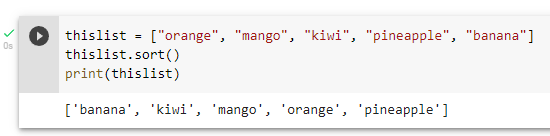 0s
thislist = ["orange", "mango", "kiwi", "pineapple", "banana"]
thislist.sort()
print(thislist)
['banana', 'kiwi', 'mango', 'orange', 'pineapple']